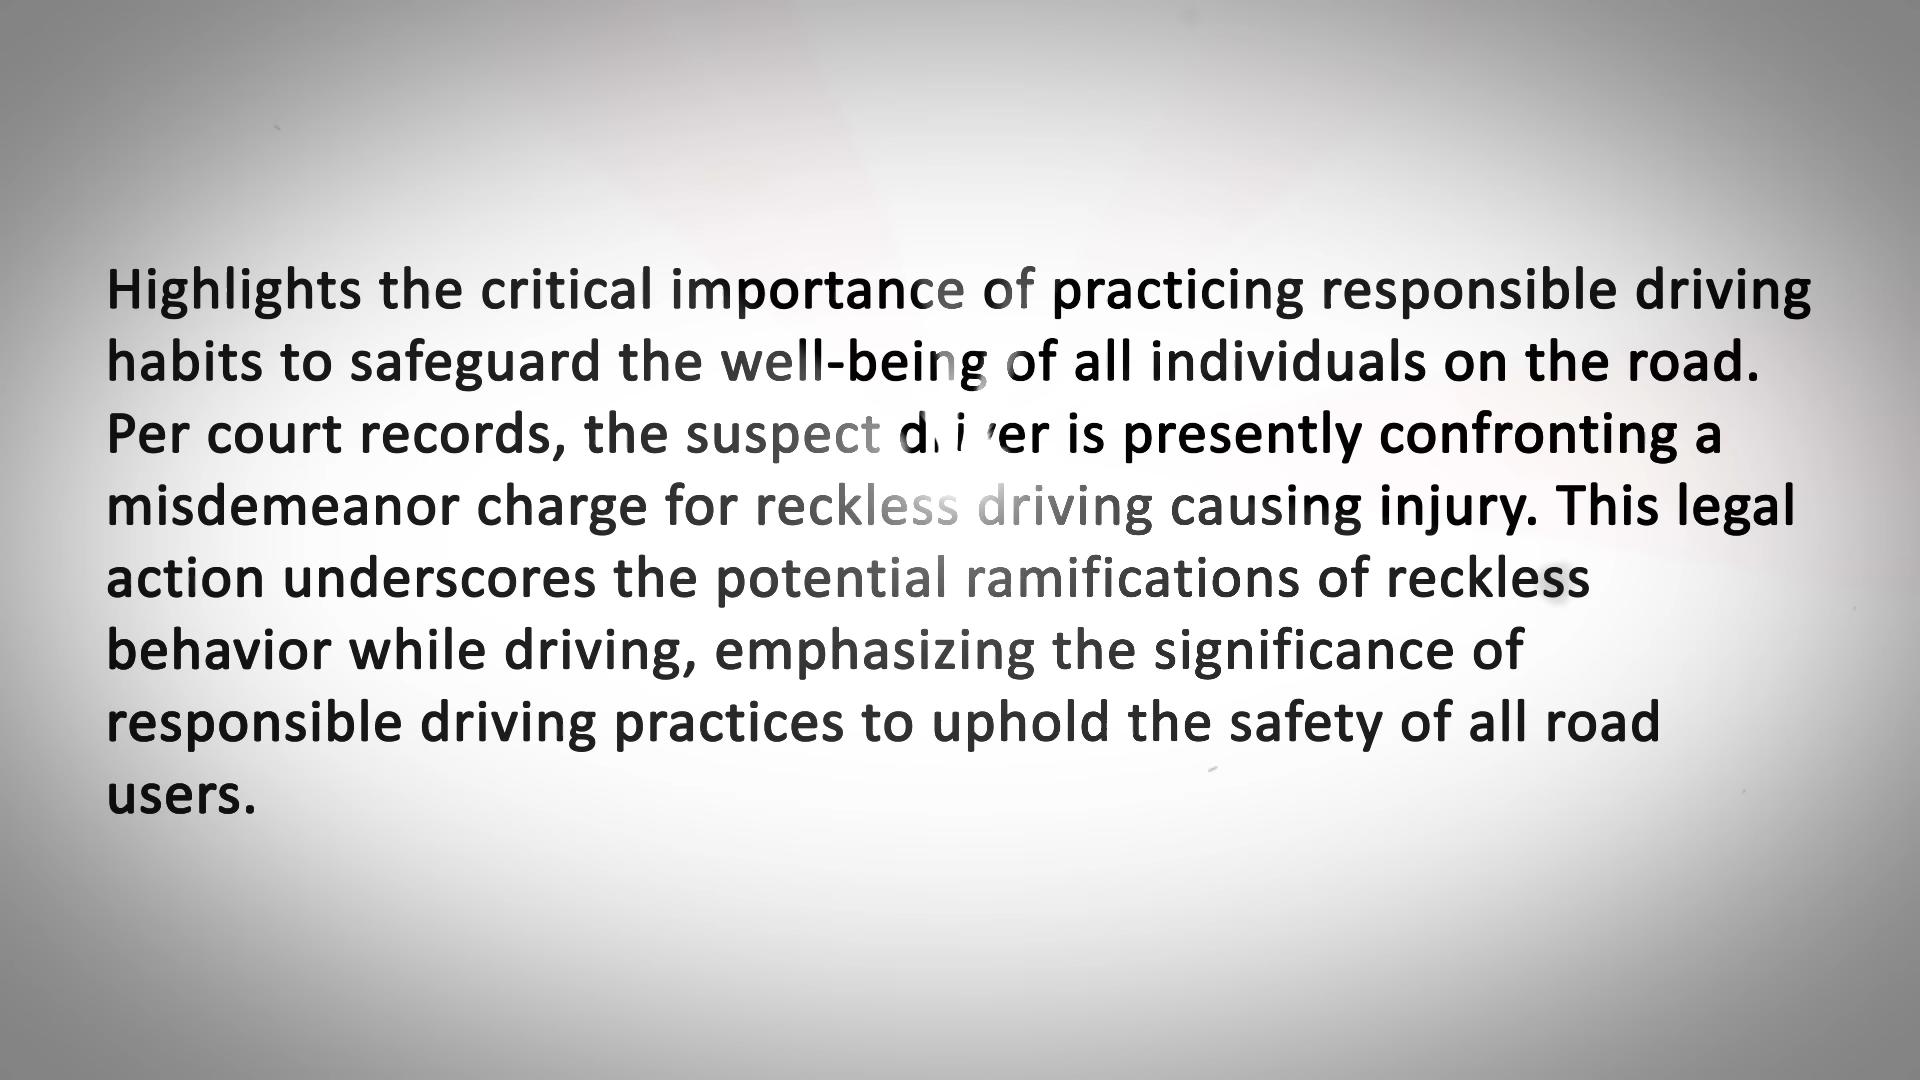 Highlights the critical importance of practicing responsible driving
habits to safeguard the well-being of all individuals on the road.
Per court records, the suspect driver is presently confronting a
misdemeanor charge for reckless driving causing injury. This legal
action underscores the potential ramifications of reckless
behavior while driving, emphasizing the significance of
responsible driving practices to uphold the safety of all road
users.